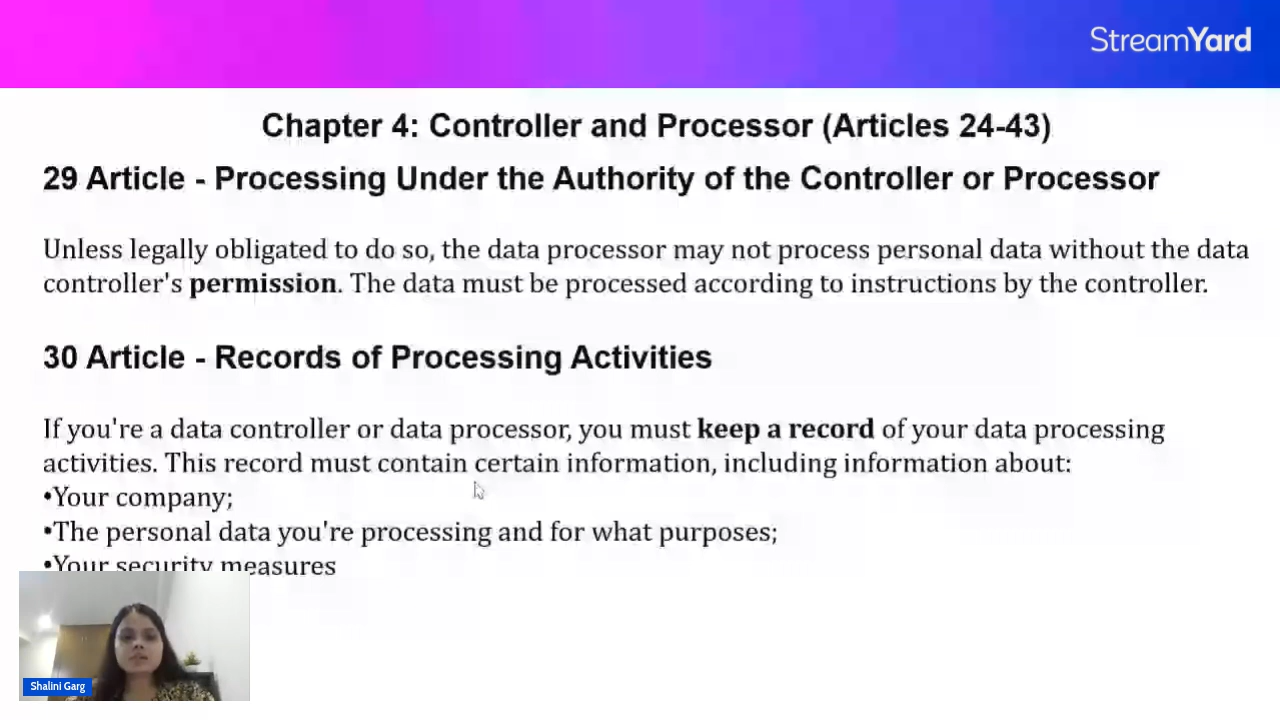 StreamYard
Chapter 4: Controller and Processor (Articles 24-43)
29 Article - Processing Under the Authority of the Controller or Processor
Unless legally obligated to do so, the data processor may not process personal data without the data
controller's permission. The data must be processed according to instructions by the controller.
30 Article - Records of Processing Activities
If you're a data controller or data processor, you must keep a record of your data processing
activities. This record must contain certain information, including information about:
•Your company;
•The personal data you're processing and for what purposes;
•Your security measures
Shalini Garg